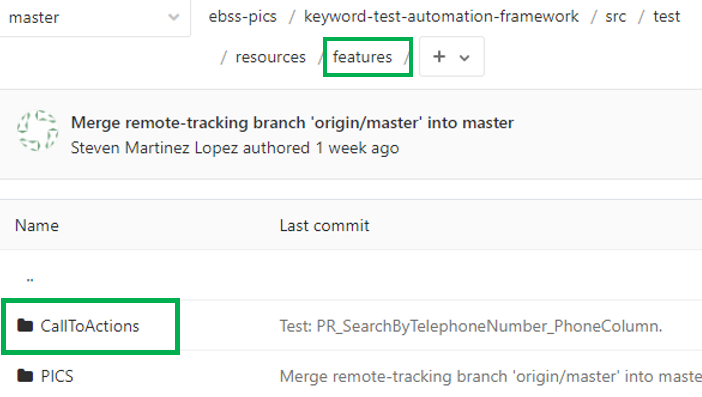 master
ebss-pics / keyword-test-automation-framework / src / test
/ resources / features / +
Merge remote-tracking branch 'origin/master' into master
Steven Martinez Lopez authored 1 week ago
Name Last commit
..
CallToActions Test: PR_SearchByTelephoneNumber_PhoneColumn.
PICS Merge remote-tracking branch 'origin/master' into maste